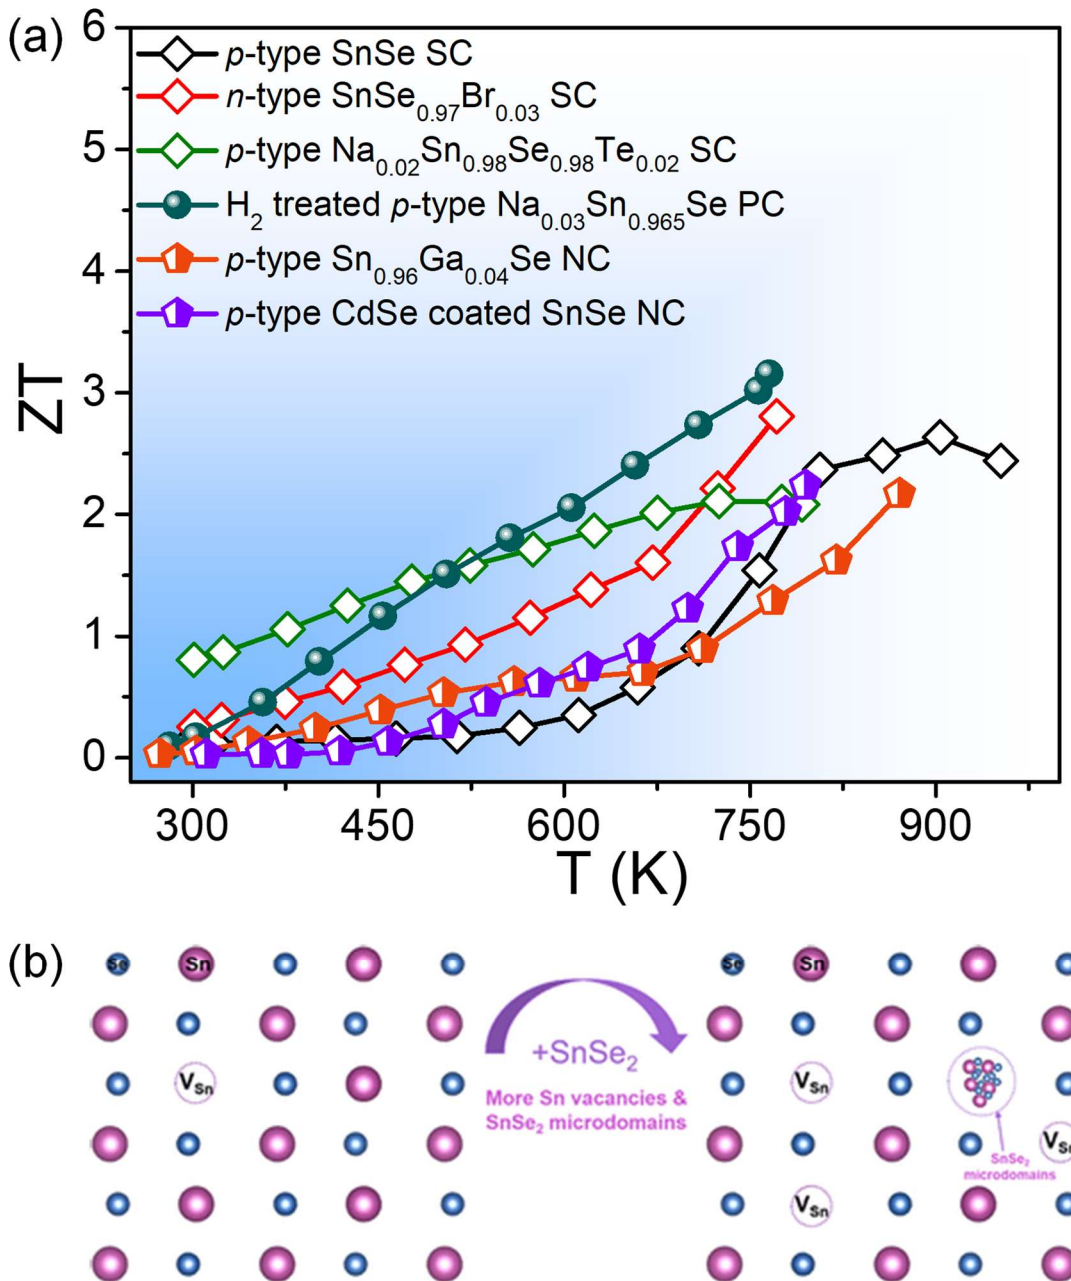 (a)
6
5
4
3
2
1
0
ZT
p-type SnSe SC
n-type SnSe0.97Br0.03 SC
p-type Na0.02Sn0.98Se0.98Te0.02 SC
H2 treated p-type Na0.03Sn0.965Se PC
p-type Sn0.96Ga0.04Se NC
p-type CdSe coated SnSe NC
300 450 600 750 900
T (K)
(b)
Se Sn
VSn
+SnSe2
More Sn vacancies &
SnSe2 microdomains
Se Sn
VSn
VSn
SnSe2
microdomains
VSn